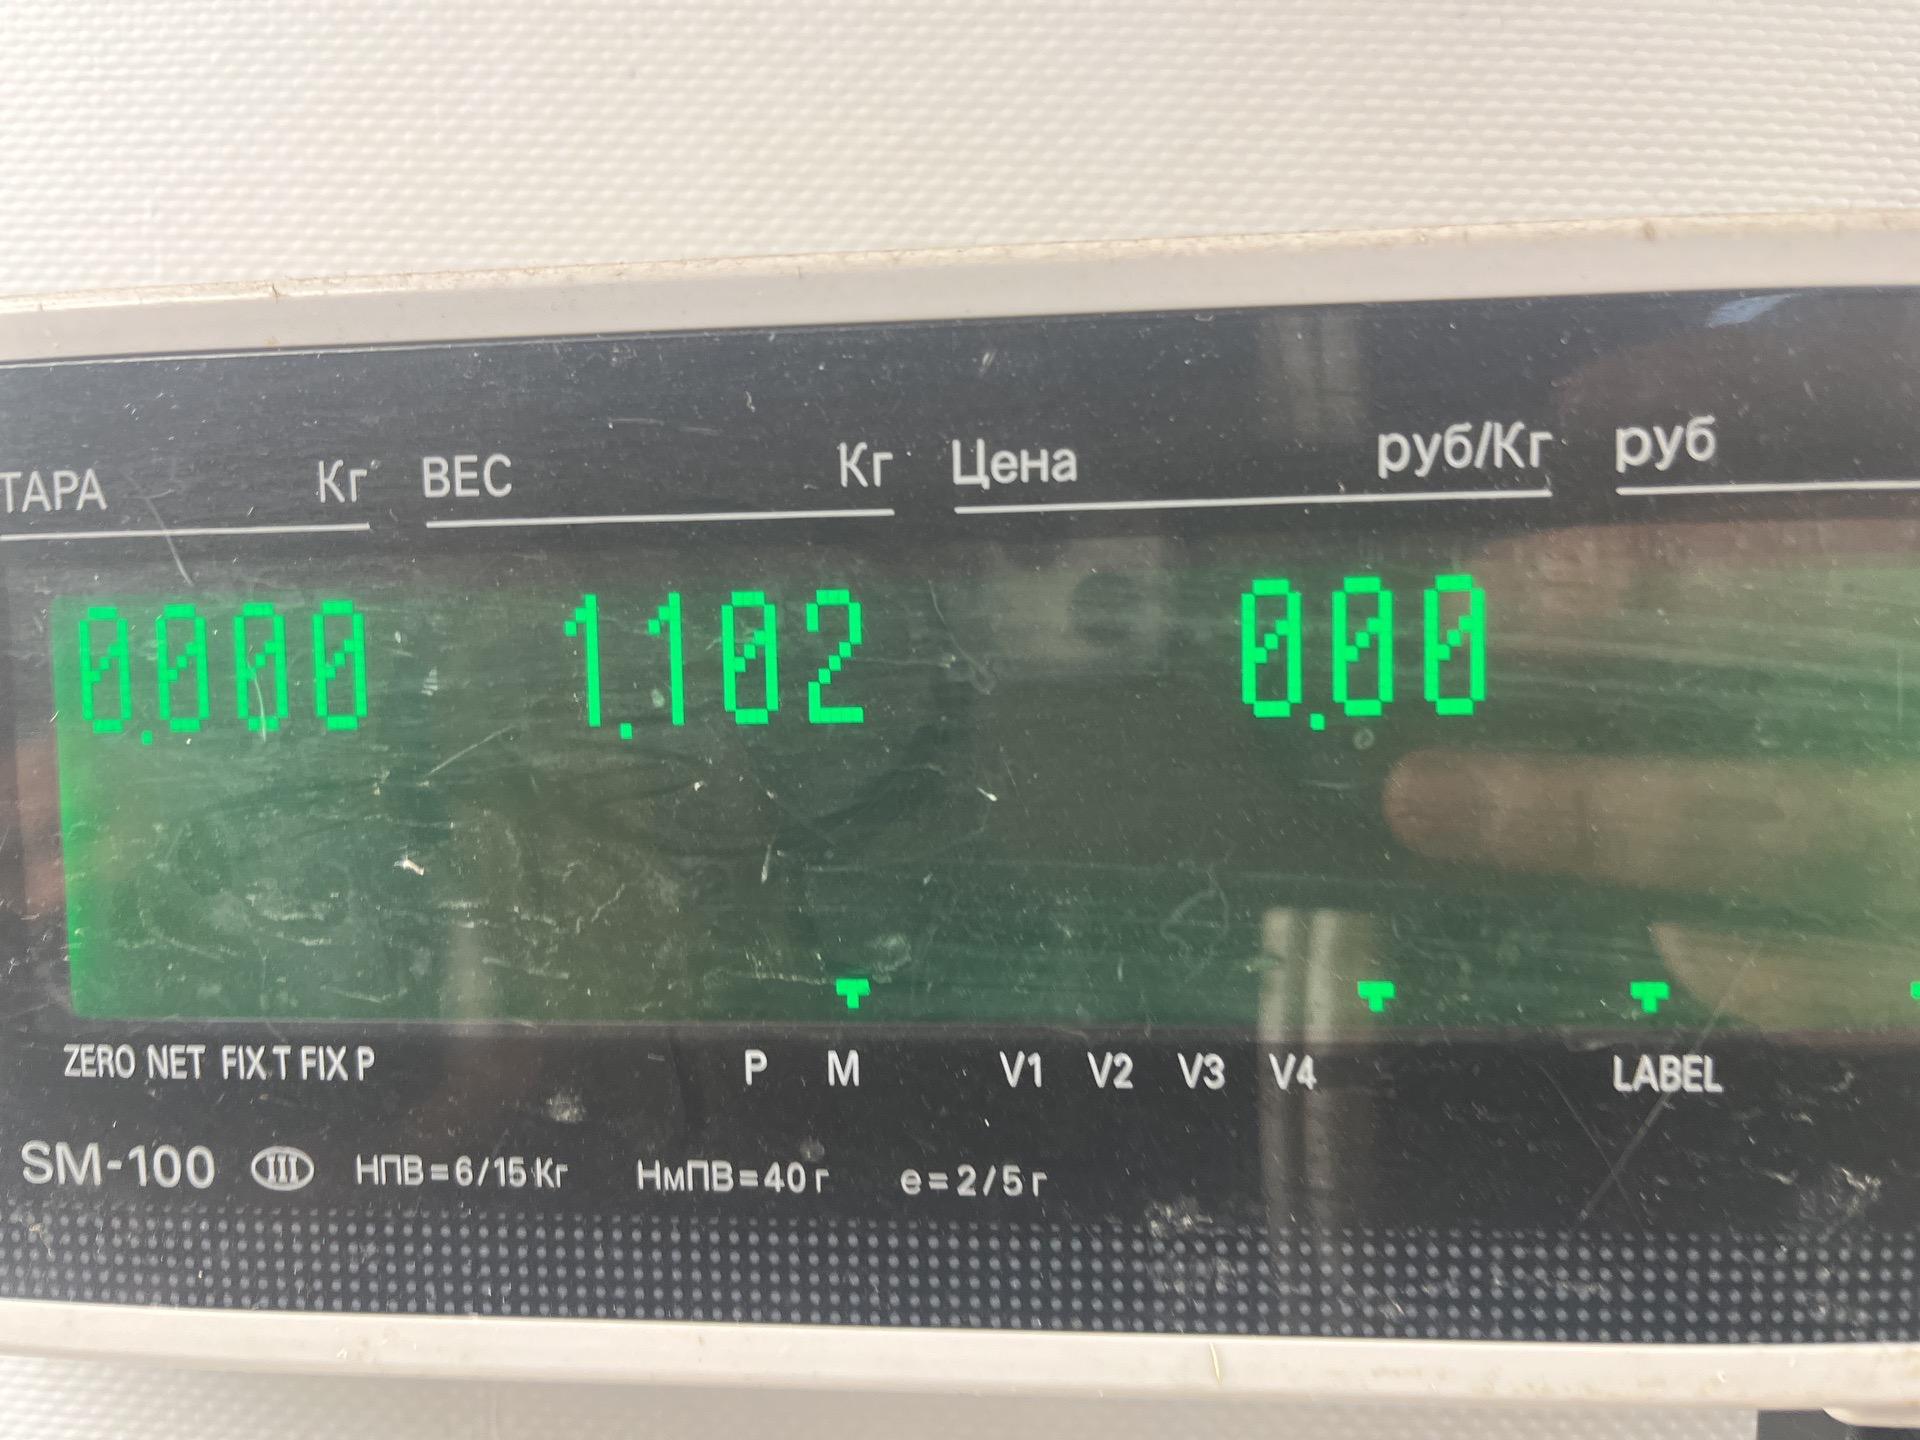 ТАРА Кг ВЕС Кг Цена руб/Кг руб
0.000 1.102 0.00
ZERO NET FIX T FIX P P M V1 V2 V3 V4 LABEL
SM-100 III НПВ=6/15 Кг НмПВ=40 г e=2/5 г